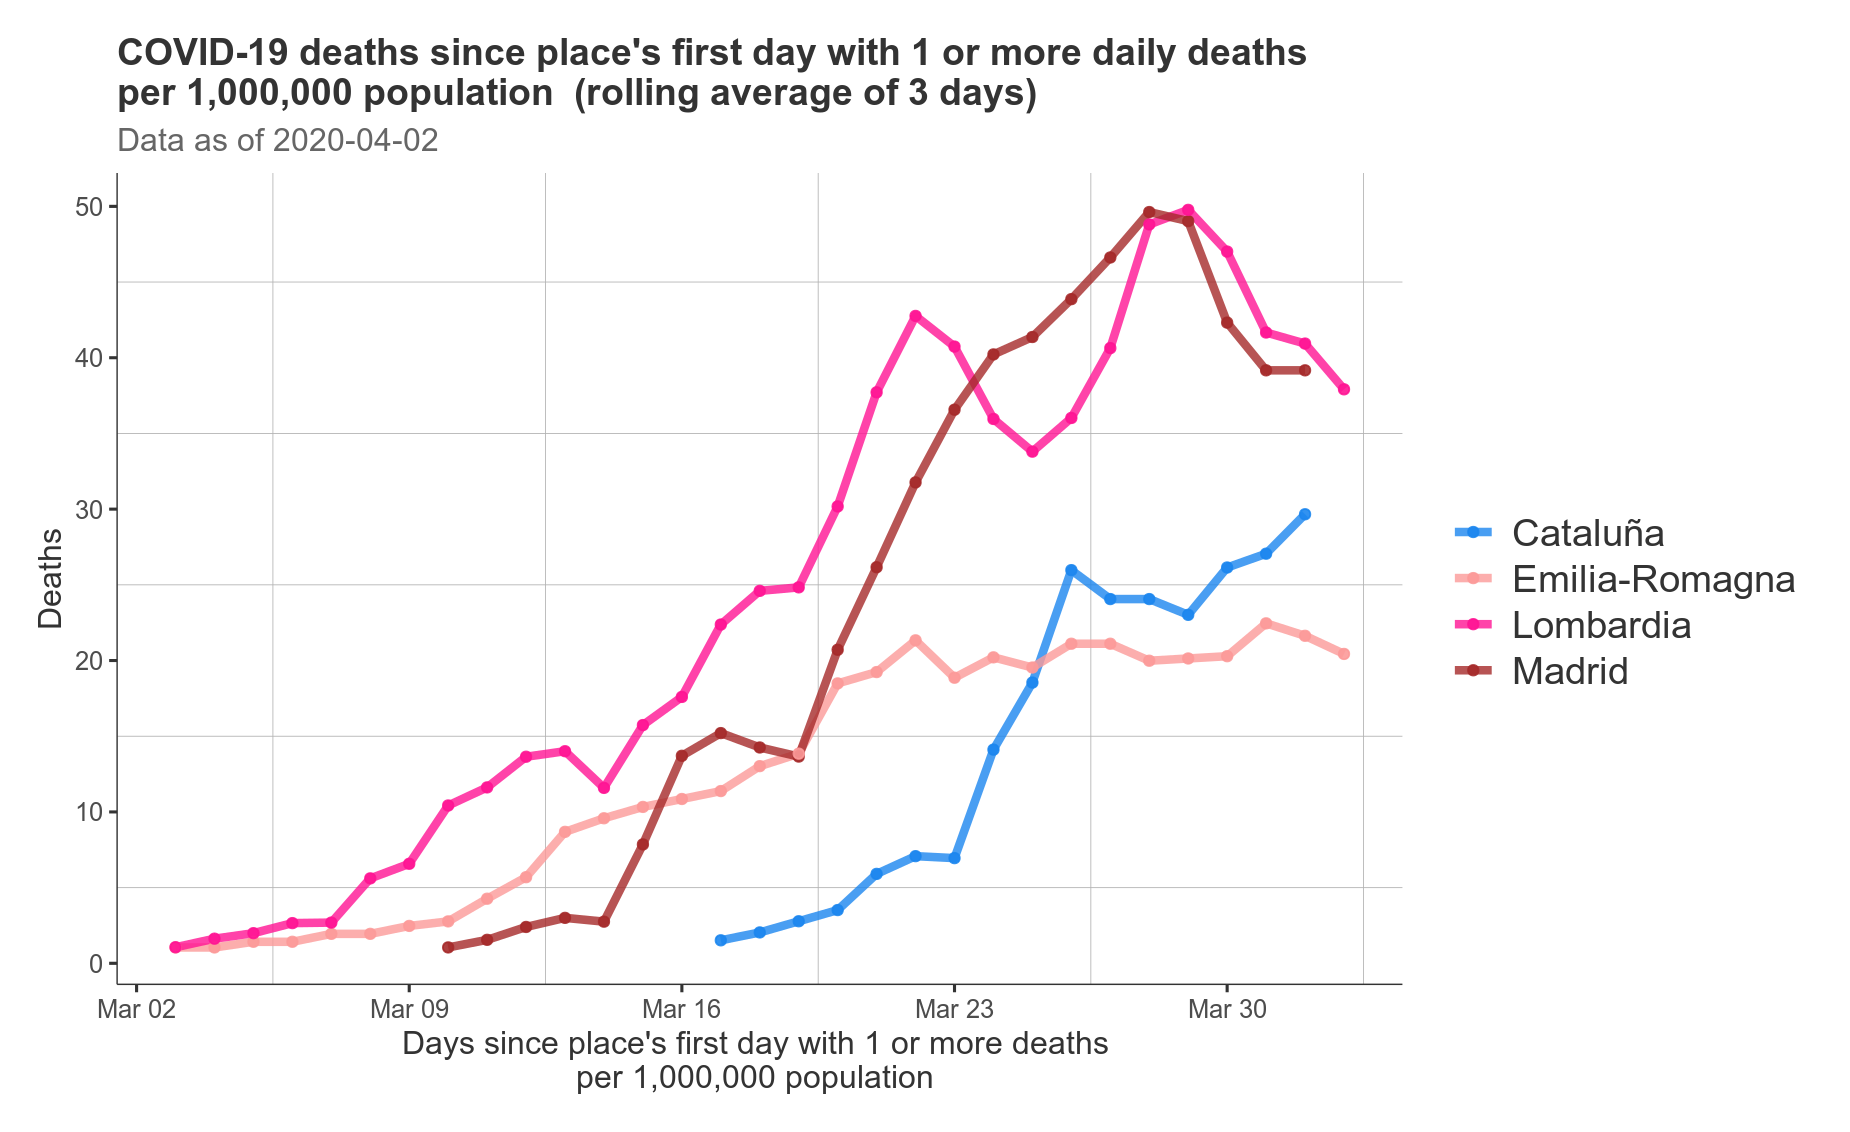 COVID-19 deaths since place's first day with 1 or more daily deaths
per 1,000,000 population  (rolling average of 3 days)
Data as of 2020-04-02
50
40
30
20
10
0
Deaths
Mar 02
Mar 09
Mar 16
Mar 23
Mar 30
Days since place's first day with 1 or more deaths
per 1,000,000 population
Cataluña
Emilia-Romagna
Lombardia
Madrid